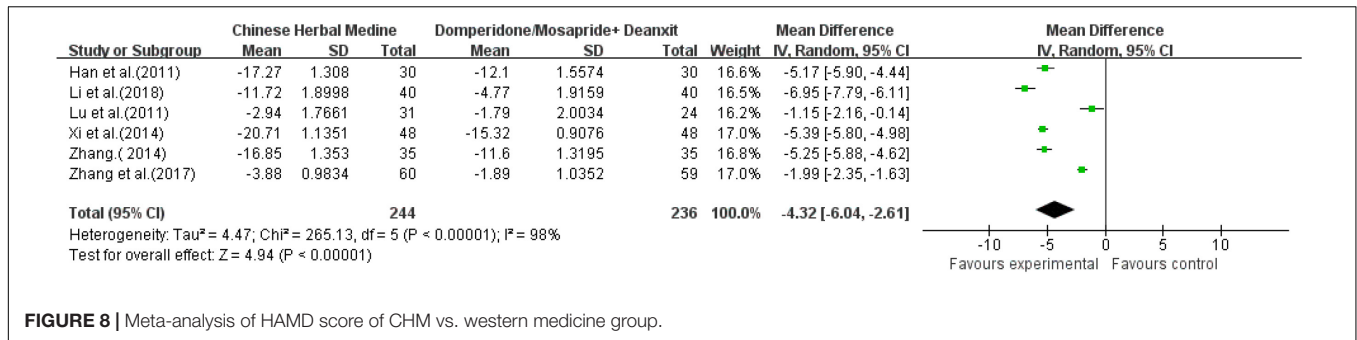 Chinese Herbal Medine Domperidone/Mosapride+ Deanxit Mean Difference Mean Difference
Study or Subgroup Mean SD Total Mean SD Total Weight IV, Random, 95% CI IV, Random, 95% CI
Han et al.(2011) -17.27 1.308 30 -12.1 1.5574 30 16.6% -5.17 [-5.90, -4.44]
Li et al.(2018) -11.72 1.8998 40 -4.77 1.9159 40 16.5% -6.95 [-7.79, -6.11]
Lu et al.(2011) -2.94 1.7661 31 -1.79 2.0034 24 16.2% -1.15 [-2.16, -0.14]
Xi et al.(2014) -20.71 1.1351 48 -15.32 0.9076 48 17.0% -5.39 [-5.80, -4.98]
Zhang.( 2014) -16.85 1.353 35 -11.6 1.3195 35 16.8% -5.25 [-5.88, -4.62]
Zhang et al.(2017) -3.88 0.9834 60 -1.89 1.0352 59 17.0% -1.99 [-2.35, -1.63]
Total (95% CI) 244 236 100.0% -4.32 [-6.04, -2.61]
Heterogeneity: Tau² = 4.47; Chi² = 265.13, df = 5 (P < 0.00001); I² = 98%
Test for overall effect: Z = 4.94 (P < 0.00001)
-10 -5 0 5 10
Favours experimental Favours control
FIGURE 8 | Meta-analysis of HAMD score of CHM vs. western medicine group.